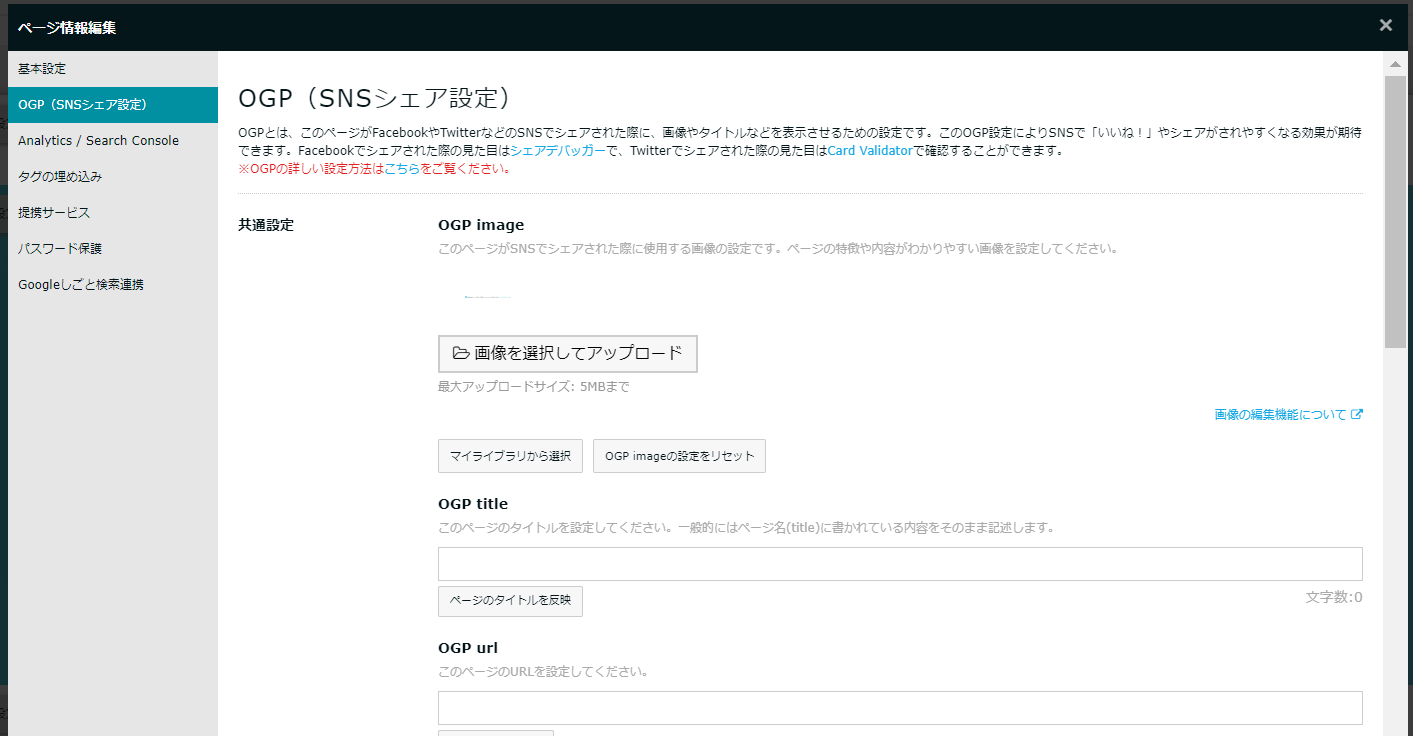 ページ情報編集
基本設定
OGP（SNSシェア設定）
Analytics / Search Console
タグの埋め込み
提携サービス
パスワード保護
Googleしごと検索連携
OGP（SNSシェア設定）
OGPとは、このページがFacebookやTwitterなどのSNSでシェアされた際に、画像やタイトルなどを表示させるための設定です。このOGP設定によりSNSで「いいね！」やシェアがされやすくなる効果が期待
できます。Facebookでシェアされた際の見た目はシェアデバッガーで、Twitterでシェアされた際の見た目はCard Validatorで確認することができます。
※OGPの詳しい設定方法はこちらをご覧ください。
共通設定
OGP image
このページがSNSでシェアされた際に使用する画像の設定です。ページの特徴や内容がわかりやすい画像を設定してください。
画像を選択してアップロード
最大アップロードサイズ: 5MBまで
画像の編集機能について
マイライブラリから選択
OGP imageの設定をリセット
OGP title
このページのタイトルを設定してください。一般的にはページ名(title)に書かれている内容をそのまま記述します。
ページのタイトルを反映
文字数:0
OGP url
このページのURLを設定してください。